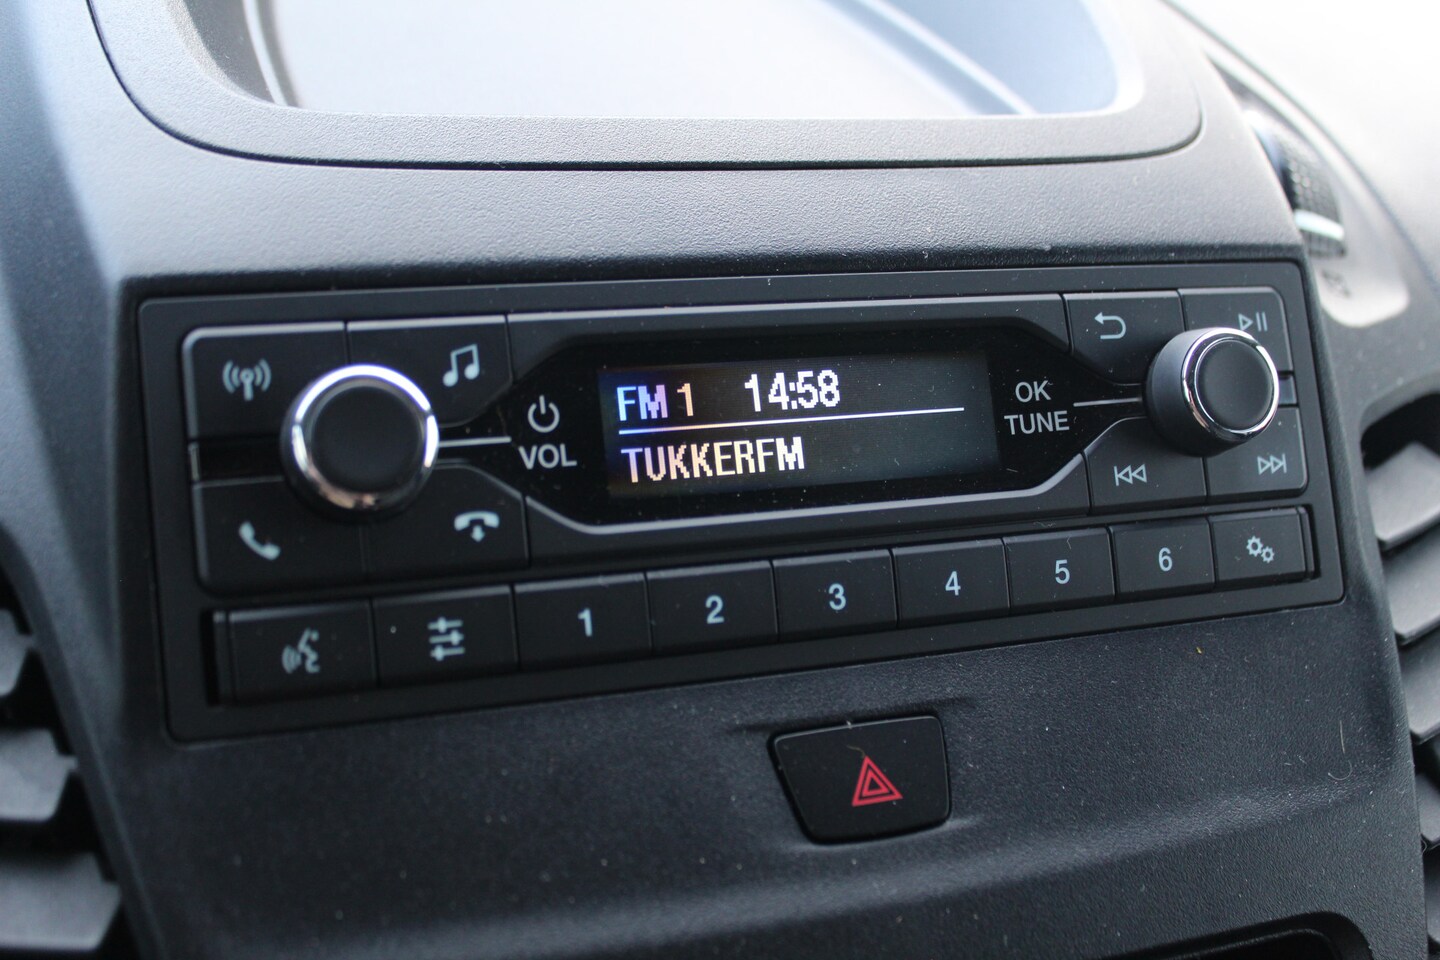 FM 1 14:58
TUKKERFM
VOL
OK
TUNE
1 2 3 4 5 6